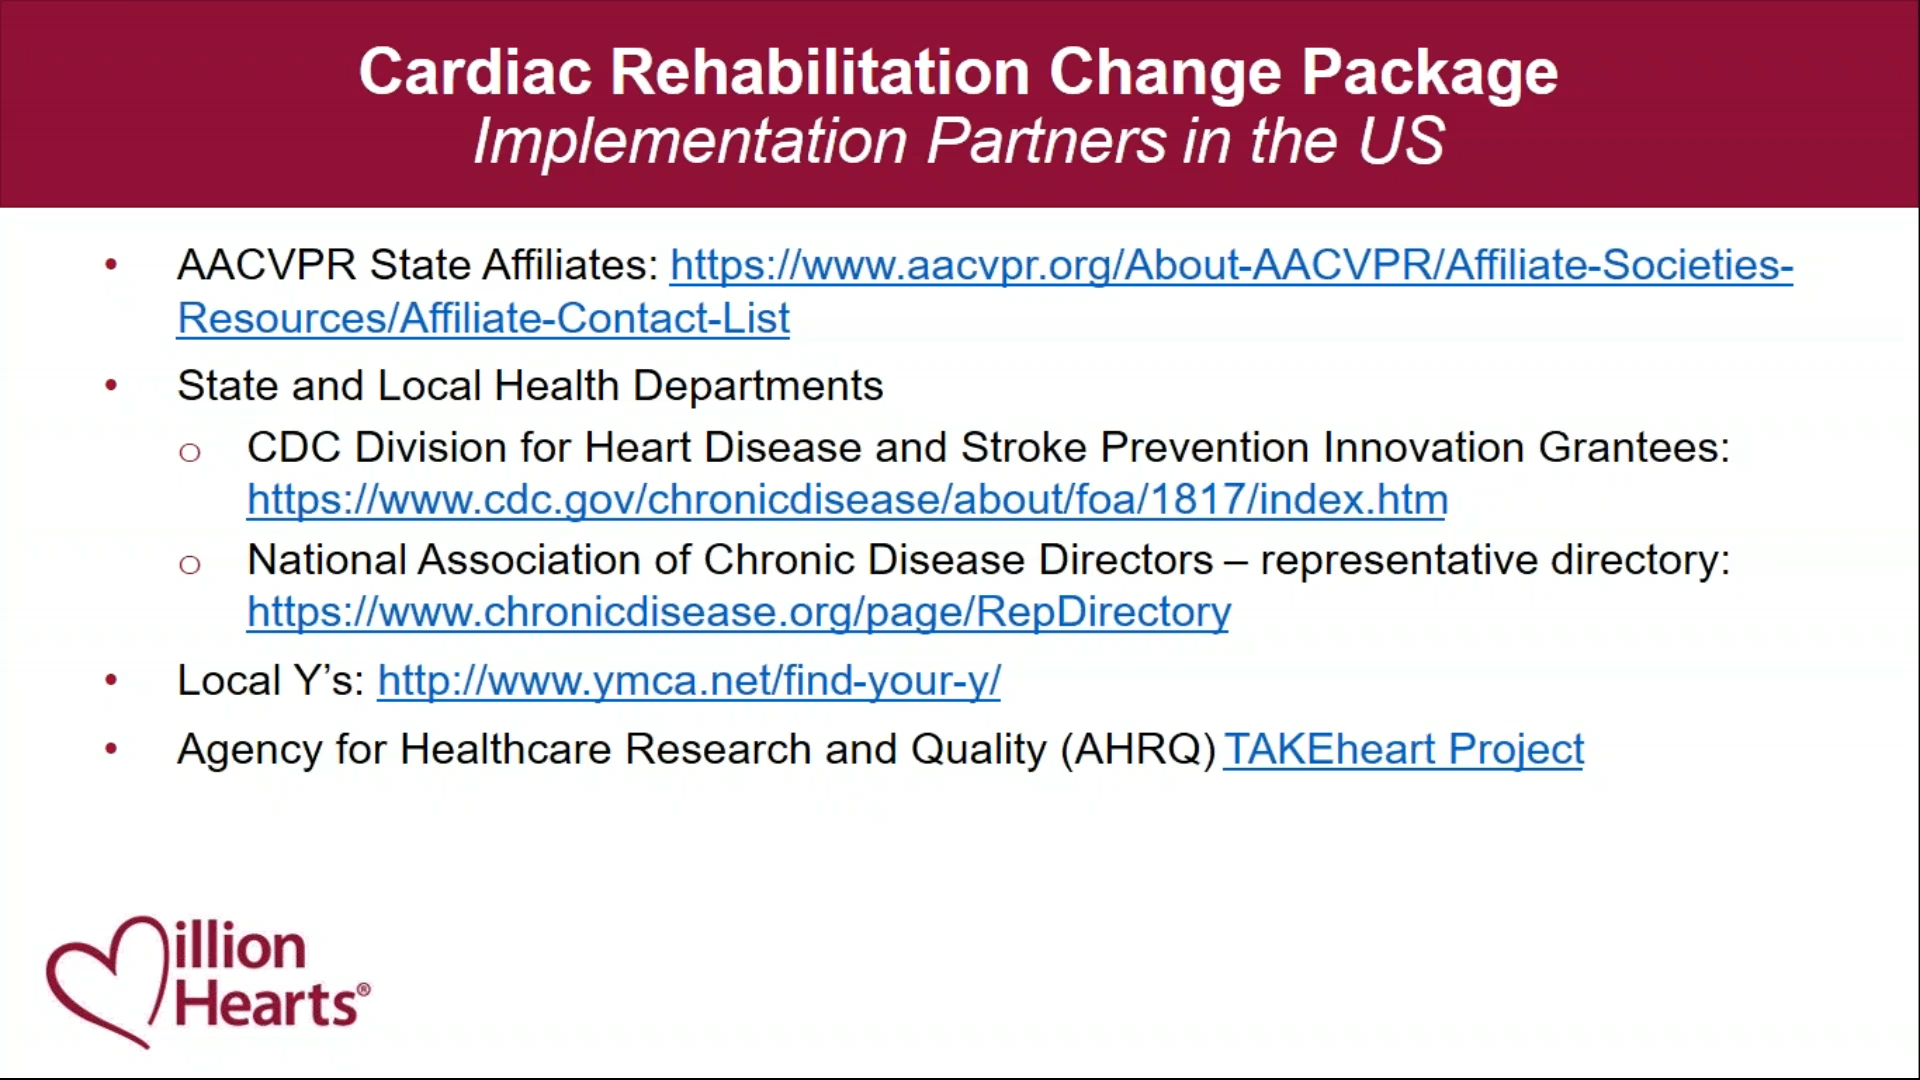 Cardiac Rehabilitation Change Package
Implementation Partners in the US
• AACVPR State Affiliates: https://www.aacvpr.org/About-AACVPR/Affiliate-Societies-
Resources/Affiliate-Contact-List
• State and Local Health Departments
o CDC Division for Heart Disease and Stroke Prevention Innovation Grantees:
https://www.cdc.gov/chronicdisease/about/foa/1817/index.htm
o National Association of Chronic Disease Directors – representative directory:
https://www.chronicdisease.org/page/RepDirectory
• Local Y’s: http://www.ymca.net/find-your-y/
• Agency for Healthcare Research and Quality (AHRQ) TAKEheart Project
Million
Hearts®